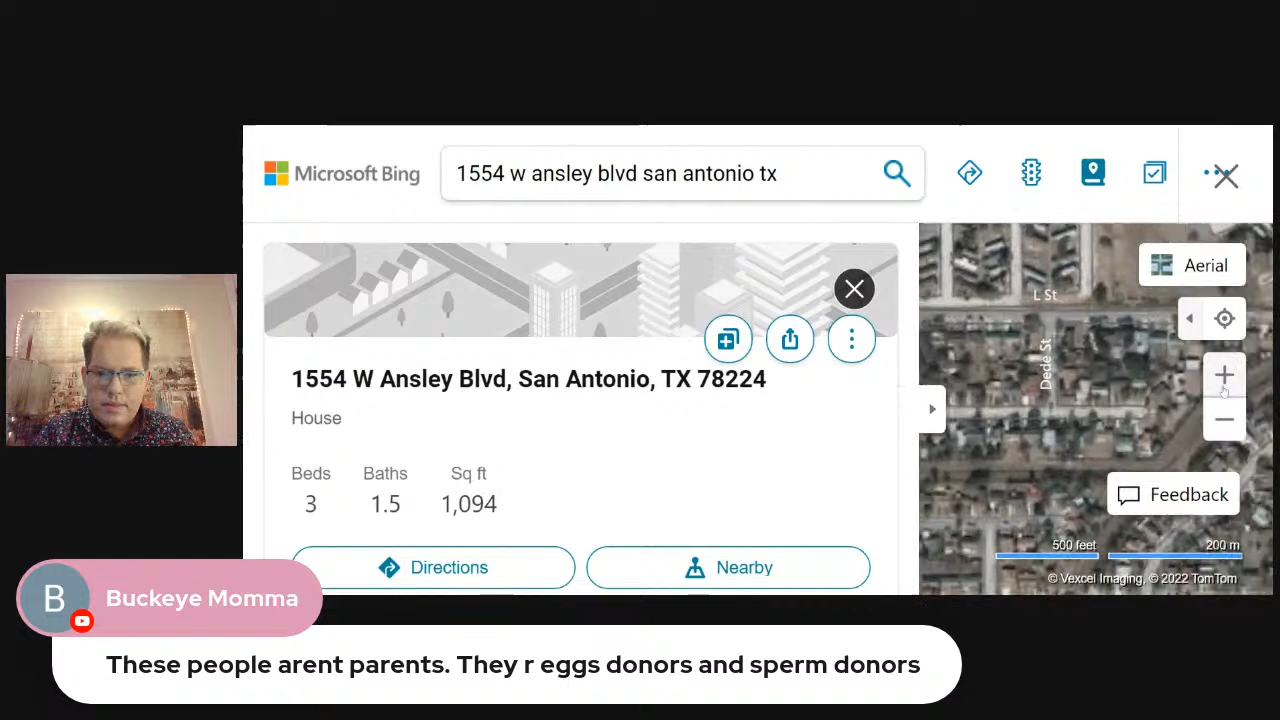 Microsoft Bing
1554 w ansley blvd san antonio tx
Aerial
L St
Dede St
1554 W Ansley Blvd, San Antonio, TX 78224
House
Beds Baths Sq ft
3 1.5 1,094
Feedback
500 feet 200 m
© Vexcel Imaging, © 2022 TomTom
Directions Nearby
B Buckeye Momma
These people arent parents. They r eggs donors and sperm donors